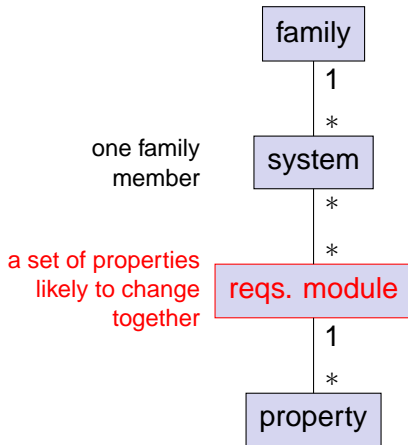 family
1
*
one family
member
system
*
*
a set of properties
likely to change
together
reqs. module
1
*
property